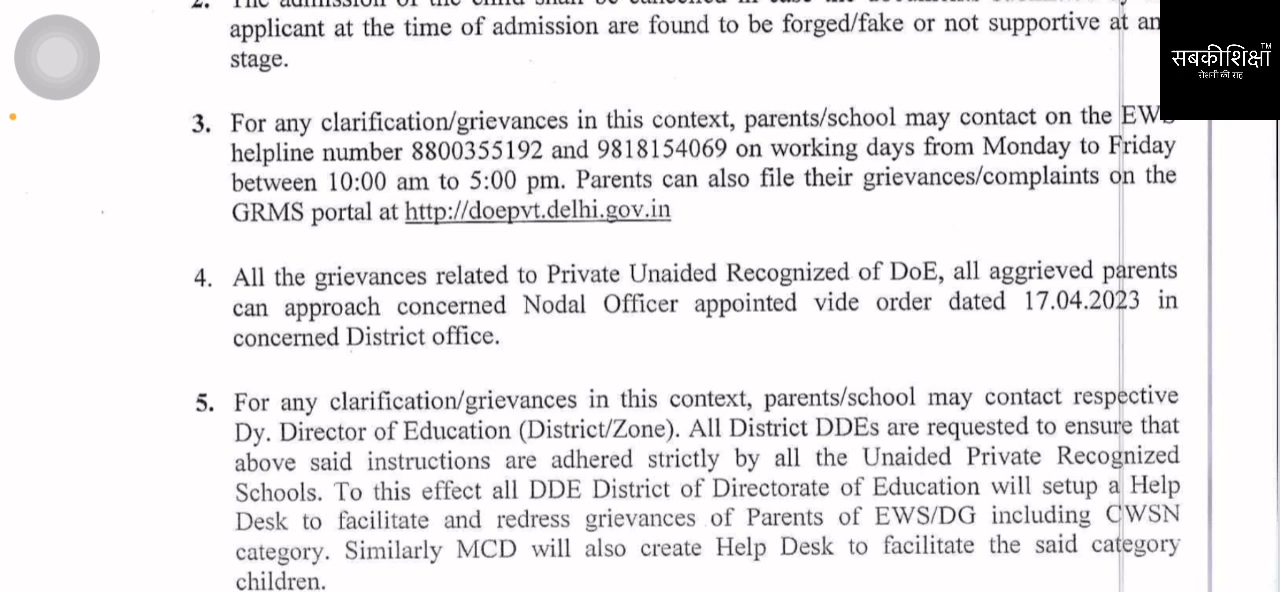 applicant at the time of admission are found to be forged/fake or not supportive at an
stage.
सबकीशिक्षा™
रोशनी की राह
3. For any clarification/grievances in this context, parents/school may contact on the EWS
helpline number 8800355192 and 9818154069 on working days from Monday to Friday
between 10:00 am to 5:00 pm. Parents can also file their grievances/complaints on the
GRMS portal at http://doepvt.delhi.gov.in
4. All the grievances related to Private Unaided Recognized of DoE, all aggrieved parents
can approach concerned Nodal Officer appointed vide order dated 17.04.2023 in
concerned District office.
5. For any clarification/grievances in this context, parents/school may contact respective
Dy. Director of Education (District/Zone). All District DDEs are requested to ensure that
above said instructions are adhered strictly by all the Unaided Private Recognized
Schools. To this effect all DDE District of Directorate of Education will setup a Help
Desk to facilitate and redress grievances of Parents of EWS/DG including CWSN
category. Similarly MCD will also create Help Desk to facilitate the said category
children.